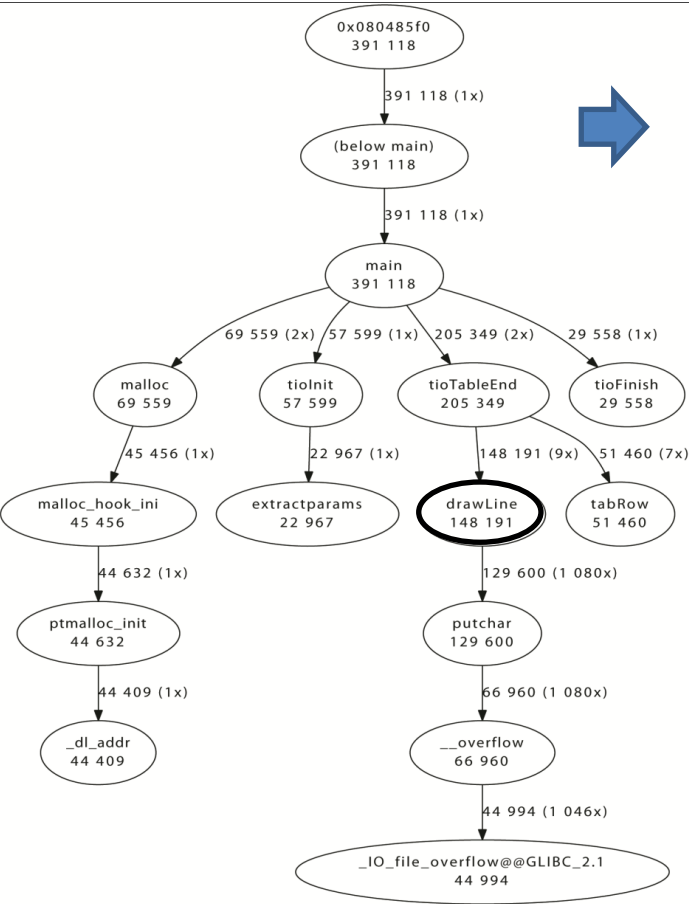 0x080485f0
391 118
391 118 (1x)
(below main)
391 118
391 118 (1x)
main
391 118
69 559 (2x)
57 599 (1x)
205 349 (2x)
29 558 (1x)
malloc
69 559
tioInit
57 599
tioTableEnd
205 349
tioFinish
29 558
45 456 (1x)
22 967 (1x)
148 191 (9x)
51 460 (7x)
malloc_hook_ini
45 456
extractparams
22 967
drawLine
148 191
tabRow
51 460
44 632 (1x)
129 600 (1 080x)
ptmalloc_init
44 632
putchar
129 600
44 409 (1x)
66 960 (1 080x)
_dl_addr
44 409
__overflow
66 960
44 994 (1 046x)
_IO_file_overflow@@GLIBC_2.1
44 994